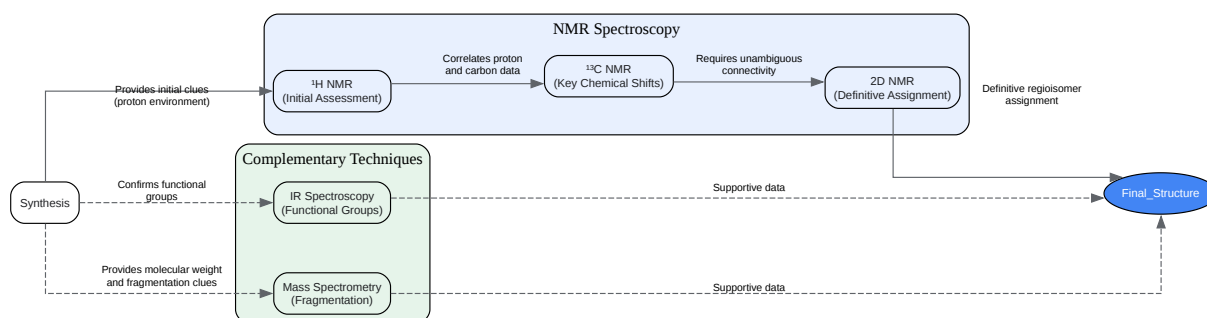 NMR Spectroscopy
Correlates proton
and carbon data
Requires unambiguous
connectivity
¹H NMR
(Initial Assessment)
¹³C NMR
(Key Chemical Shifts)
2D NMR
(Definitive Assignment)
Provides initial clues
(proton environment)
Definitive regioisomer
assignment
Complementary Techniques
Synthesis
Confirms functional
groups
IR Spectroscopy
(Functional Groups)
Supportive data
Final_Structure
Provides molecular weight
and fragmentation clues
Mass Spectrometry
(Fragmentation)
Supportive data